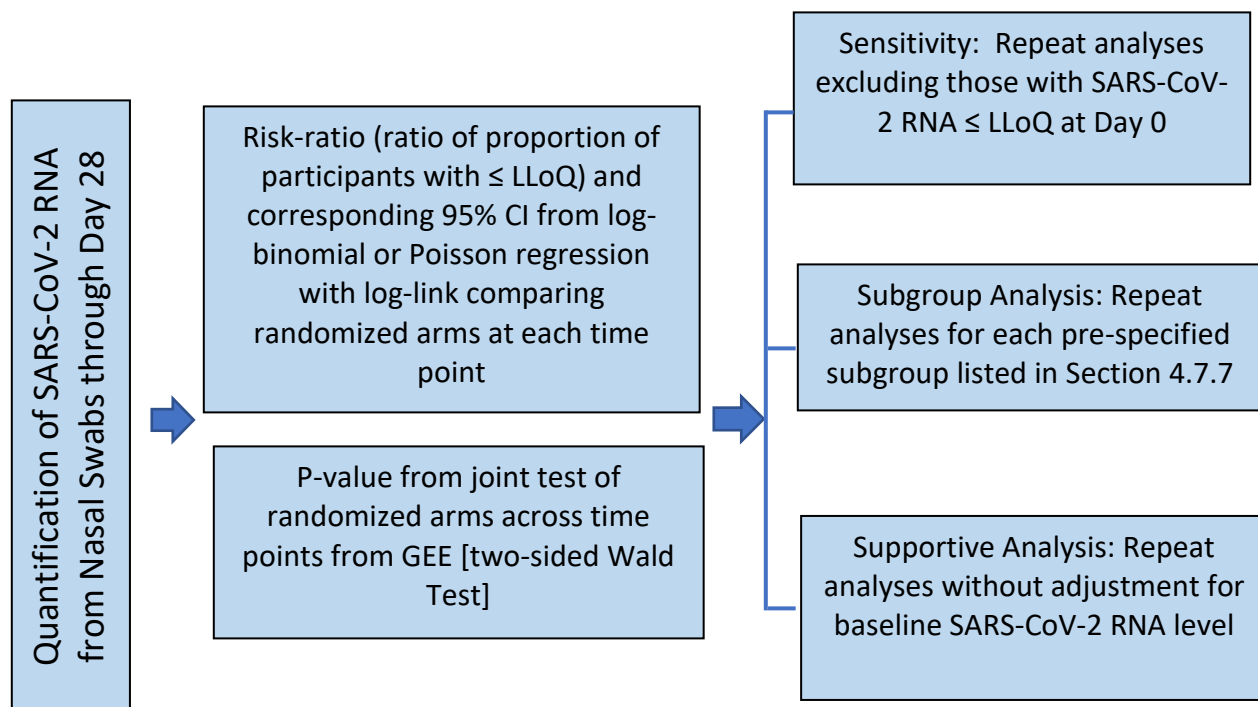 Quantification of SARS-CoV-2 RNA
from Nasal Swabs through Day 28
Risk-ratio (ratio of proportion of
participants with ≤ LLoQ) and
corresponding 95% CI from log-
binomial or Poisson regression
with log-link comparing
randomized arms at each time
point
P-value from joint test of
randomized arms across time
points from GEE [two-sided Wald
Test]
Sensitivity:  Repeat analyses
excluding those with SARS-CoV-
2 RNA ≤ LLoQ at Day 0
Subgroup Analysis: Repeat
analyses for each pre-specified
subgroup listed in Section 4.7.7
Supportive Analysis: Repeat
analyses without adjustment for
baseline SARS-CoV-2 RNA level